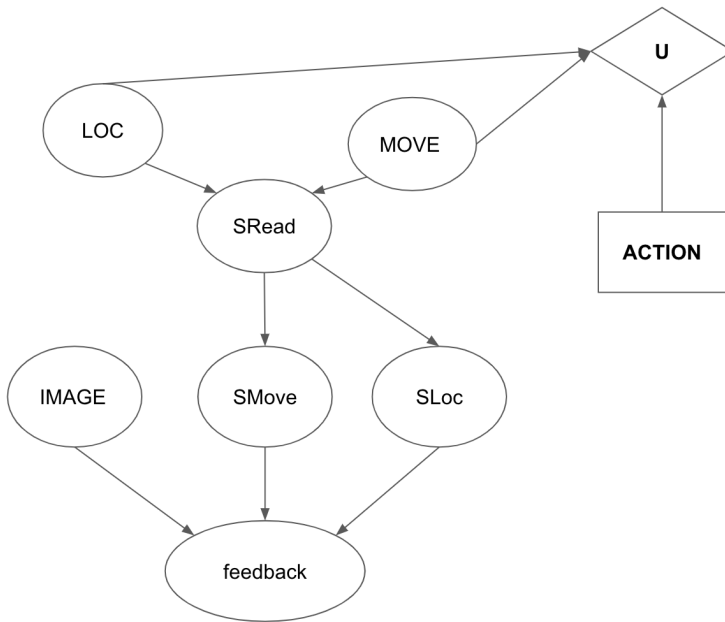 U
LOC
MOVE
SRead
ACTION
IMAGE
SMove
SLoc
feedback